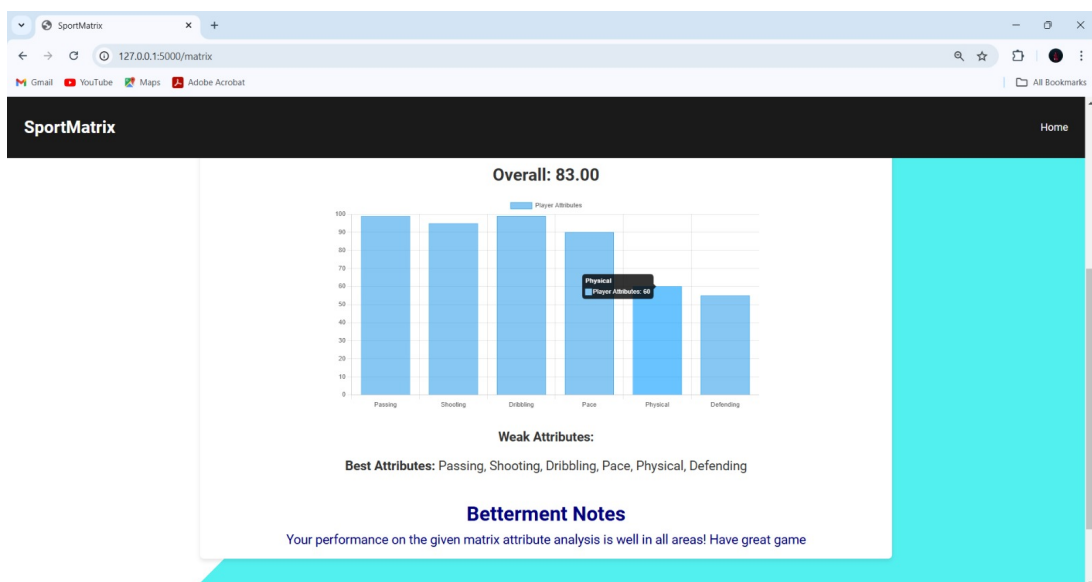 SportMatrix
127.0.0.1:5000/matrix
Gmail YouTube Maps Adobe Acrobat All Bookmarks
SportMatrix Home
Overall: 83.00
Player Attributes
100
90
80
70
60
50
40
30
20
10
0
Physical
Player Attributes: 60
Passing Shooting Dribbling Pace Physical Defending
Weak Attributes:
Best Attributes: Passing, Shooting, Dribbling, Pace, Physical, Defending
Betterment Notes
Your performance on the given matrix attribute analysis is well in all areas! Have great game